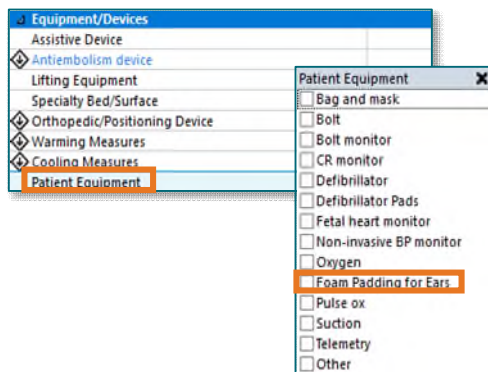 Equipment/Devices
Assistive Device
Antiembolism device
Lifting Equipment
Specialty Bed/Surface
Orthopedic/Positioning Device
Warming Measures
Cooling Measures
Patient Equipment
Patient Equipment
Bag and mask
Bolt
Bolt monitor
CR monitor
Defibrillator
Defibrillator Pads
Fetal heart monitor
Non-invasive BP monitor
Oxygen
Foam Padding for Ears
Pulse ox
Suction
Telemetry
Other